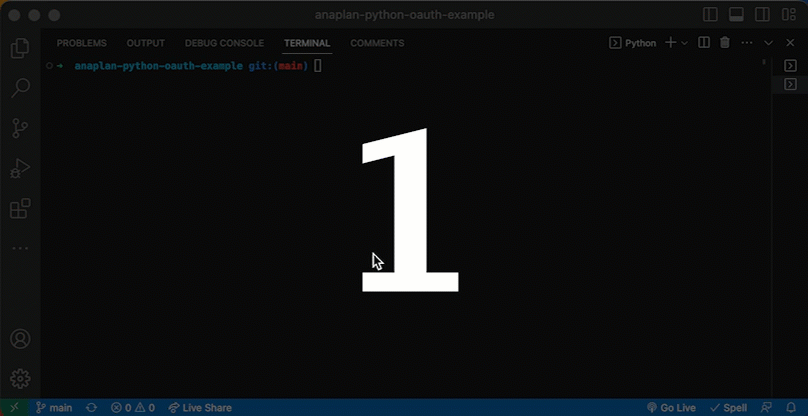 anaplan-python-oauth-example
PROBLEMS OUTPUT DEBUG CONSOLE TERMINAL COMMENTS Python
anaplan-python-oauth-example git:(main)
1
main 0 0 Live Share Go Live Spell